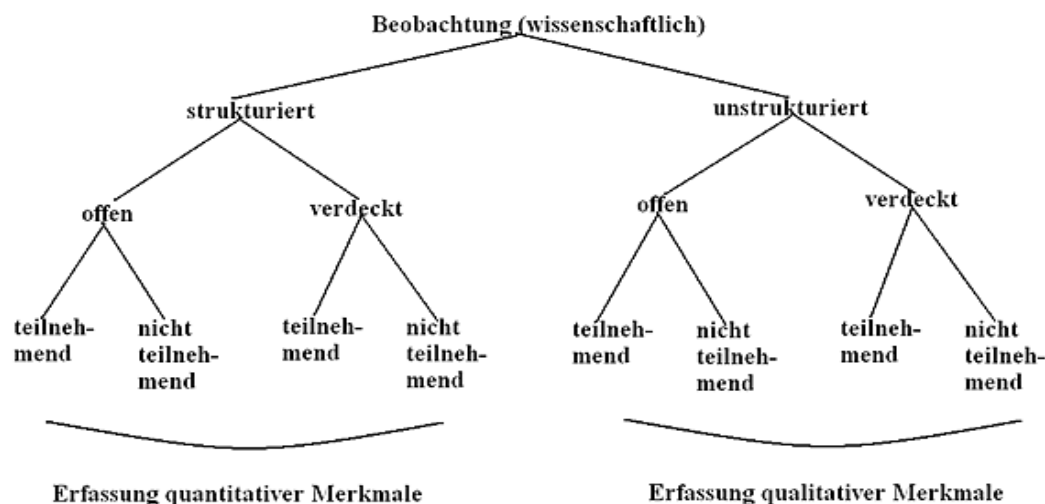 Beobachtung (wissenschaftlich)
strukturiert
unstrukturiert
offen
verdeckt
offen
verdeckt
teilneh-
mend
nicht
teilneh-
mend
teilneh-
mend
nicht
teilneh-
mend
teilneh-
mend
nicht
teilneh-
mend
teilneh-
mend
nicht
teilneh-
mend
Erfassung quantitativer Merkmale
Erfassung qualitativer Merkmale